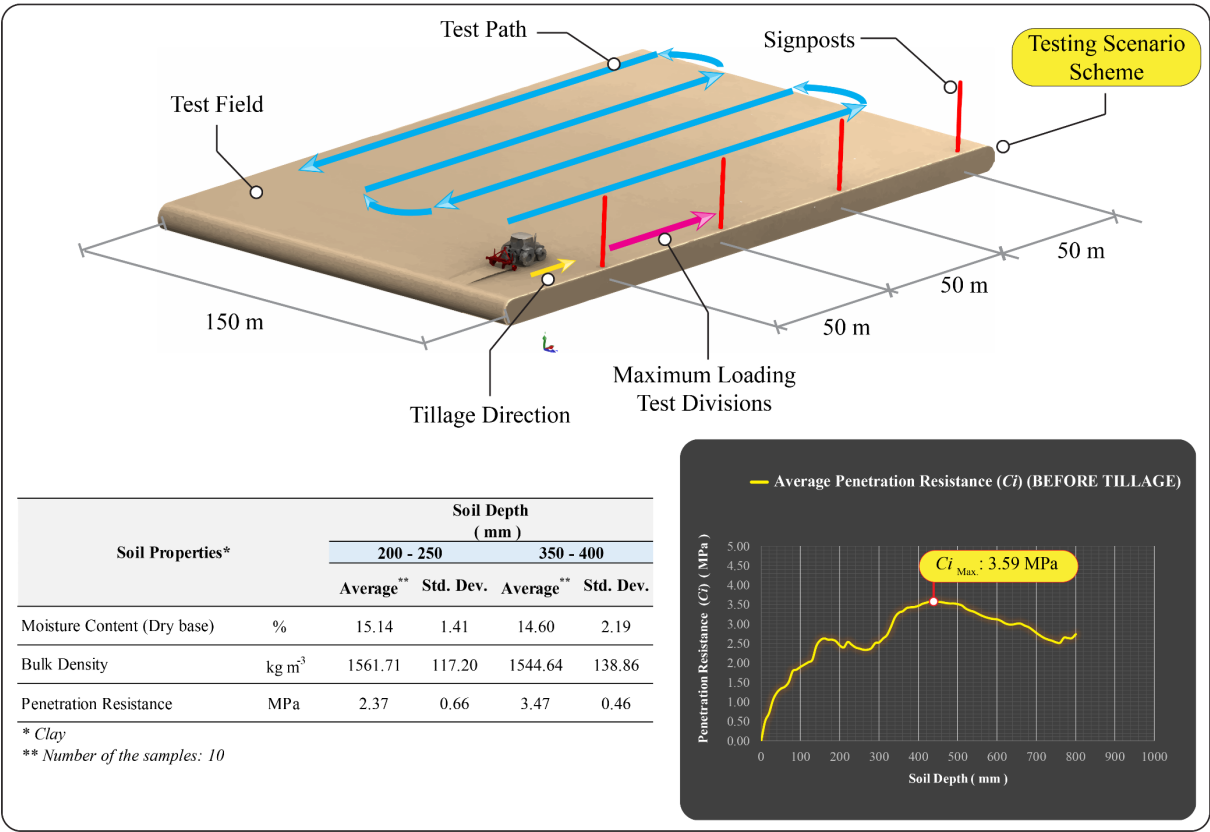 Test Path
Signposts
Testing Scenario
Scheme
Test Field
50 m
50 m
50 m
150 m
Maximum Loading
Test Divisions
Tillage Direction
Soil Properties*
Soil Depth
( mm )
200 - 250 350 - 400
Average** Std. Dev. Average** Std. Dev.
Moisture Content (Dry base) % 15.14 1.41 14.60 2.19
Bulk Density kg m-3 1561.71 117.20 1544.64 138.86
Penetration Resistance MPa 2.37 0.66 3.47 0.46
* Clay
** Number of the samples: 10
Average Penetration Resistance (Ci) (BEFORE TILLAGE)
Penetration Resistance (Ci) ( MPa )
5.00
4.50
4.00
3.50
3.00
2.50
2.00
1.50
1.00
0.50
0.00
Ci Max.: 3.59 MPa
0 100 200 300 400 500 600 700 800 900 1000
Soil Depth ( mm )